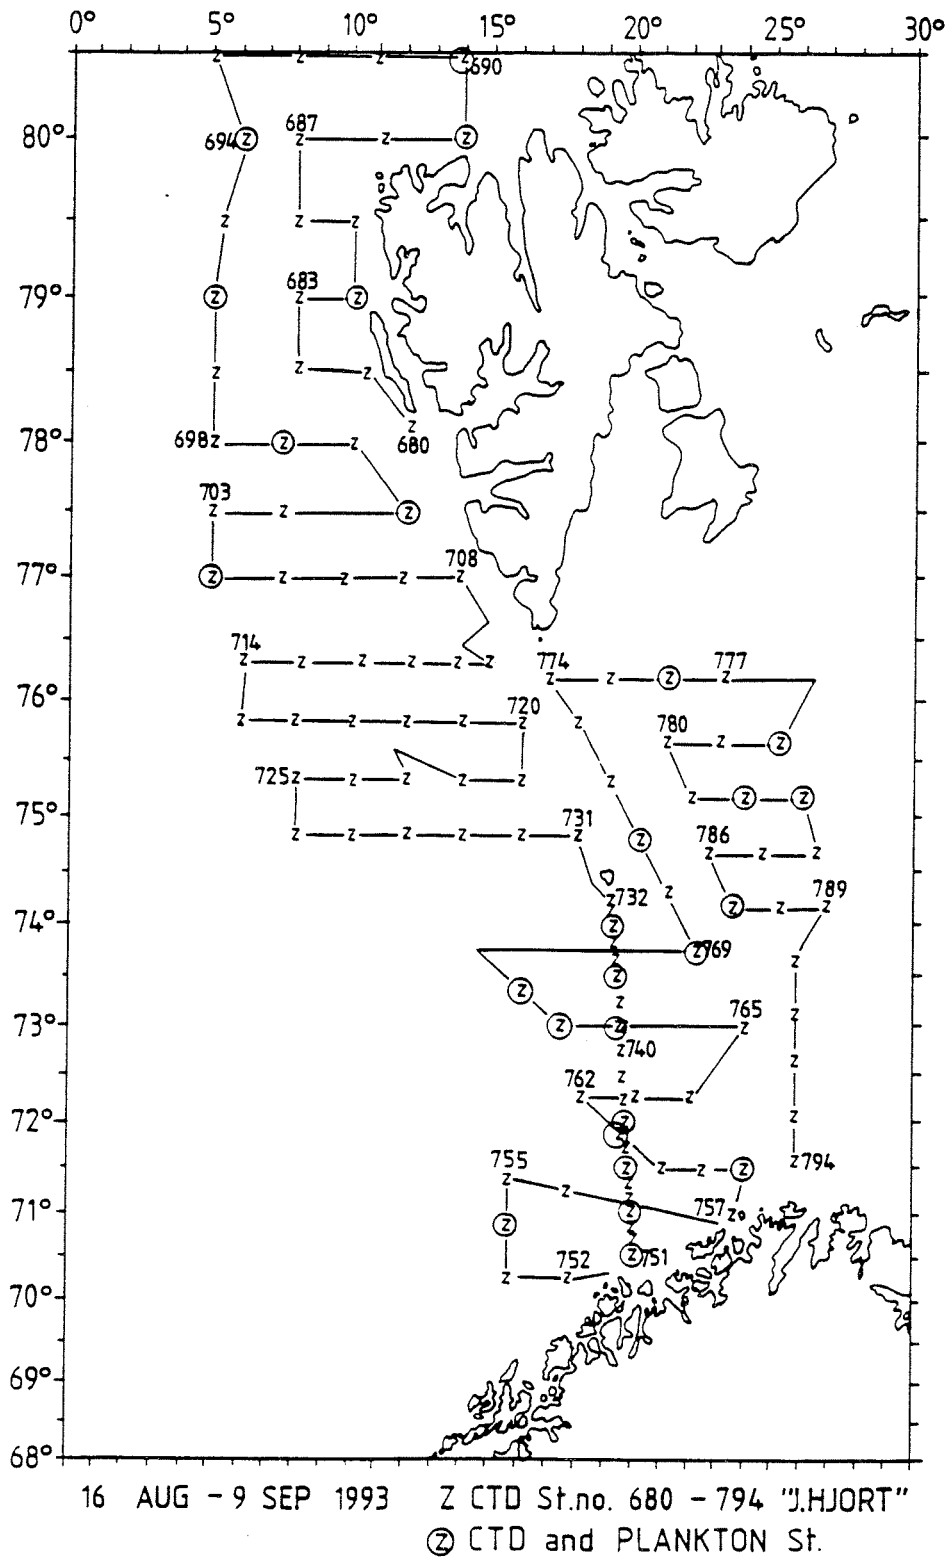 0° 5° 10° 15° 20° 25° 30°
690
80° 694 Z 687
Z
79° 683
78° 698 680
703
77° 708
714 774 777
76° 720 780
725
75° 731 786
732 789
74° 769
73° 765
740
762
72°
755 794
71° 757
752 751
70°
69°
68°
16 AUG - 9 SEP 1993 Z CTD St.no. 680 - 794 "J.HJORT"
Ⓩ CTD and PLANKTON St.